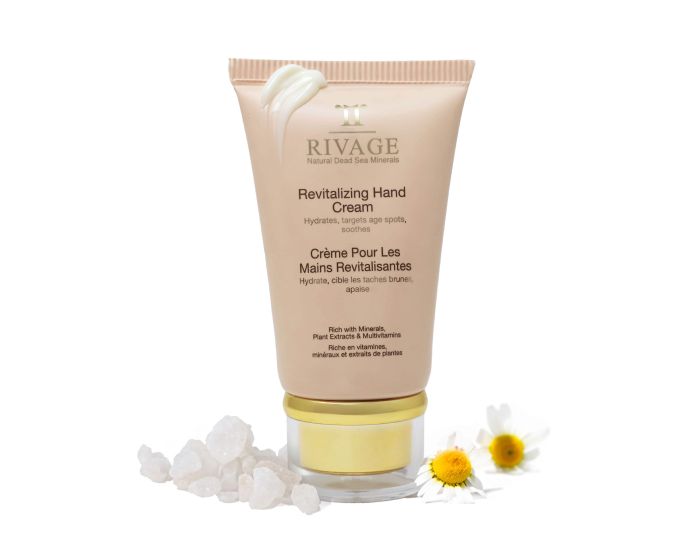 RIVAGE
Natural Dead Sea Minerals
Revitalizing Hand
Cream
Hydrates, targets age spots,
soothes
Crème Pour Les
Mains Revitalisantes
Hydrate, cible les taches brunes,
apaise
Rich with Minerals,
Plant Extracts & Multivitamins
Riche en vitamines,
minéraux et extraits de plantes